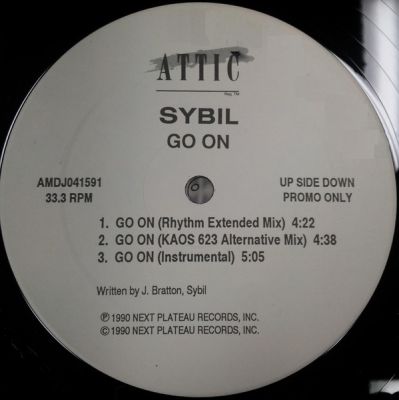 ATTIC
Reg. TM
SYBIL
GO ON
AMDJ041591
33.3 RPM
UP SIDE DOWN
PROMO ONLY
1. GO ON (Rhythm Extended Mix) 4:22
2. GO ON (KAOS 623 Alternative Mix) 4:38
3. GO ON (Instrumental) 5:05
Written by J. Bratton, Sybil
℗ 1990 NEXT PLATEAU RECORDS, INC.
© 1990 NEXT PLATEAU RECORDS, INC.